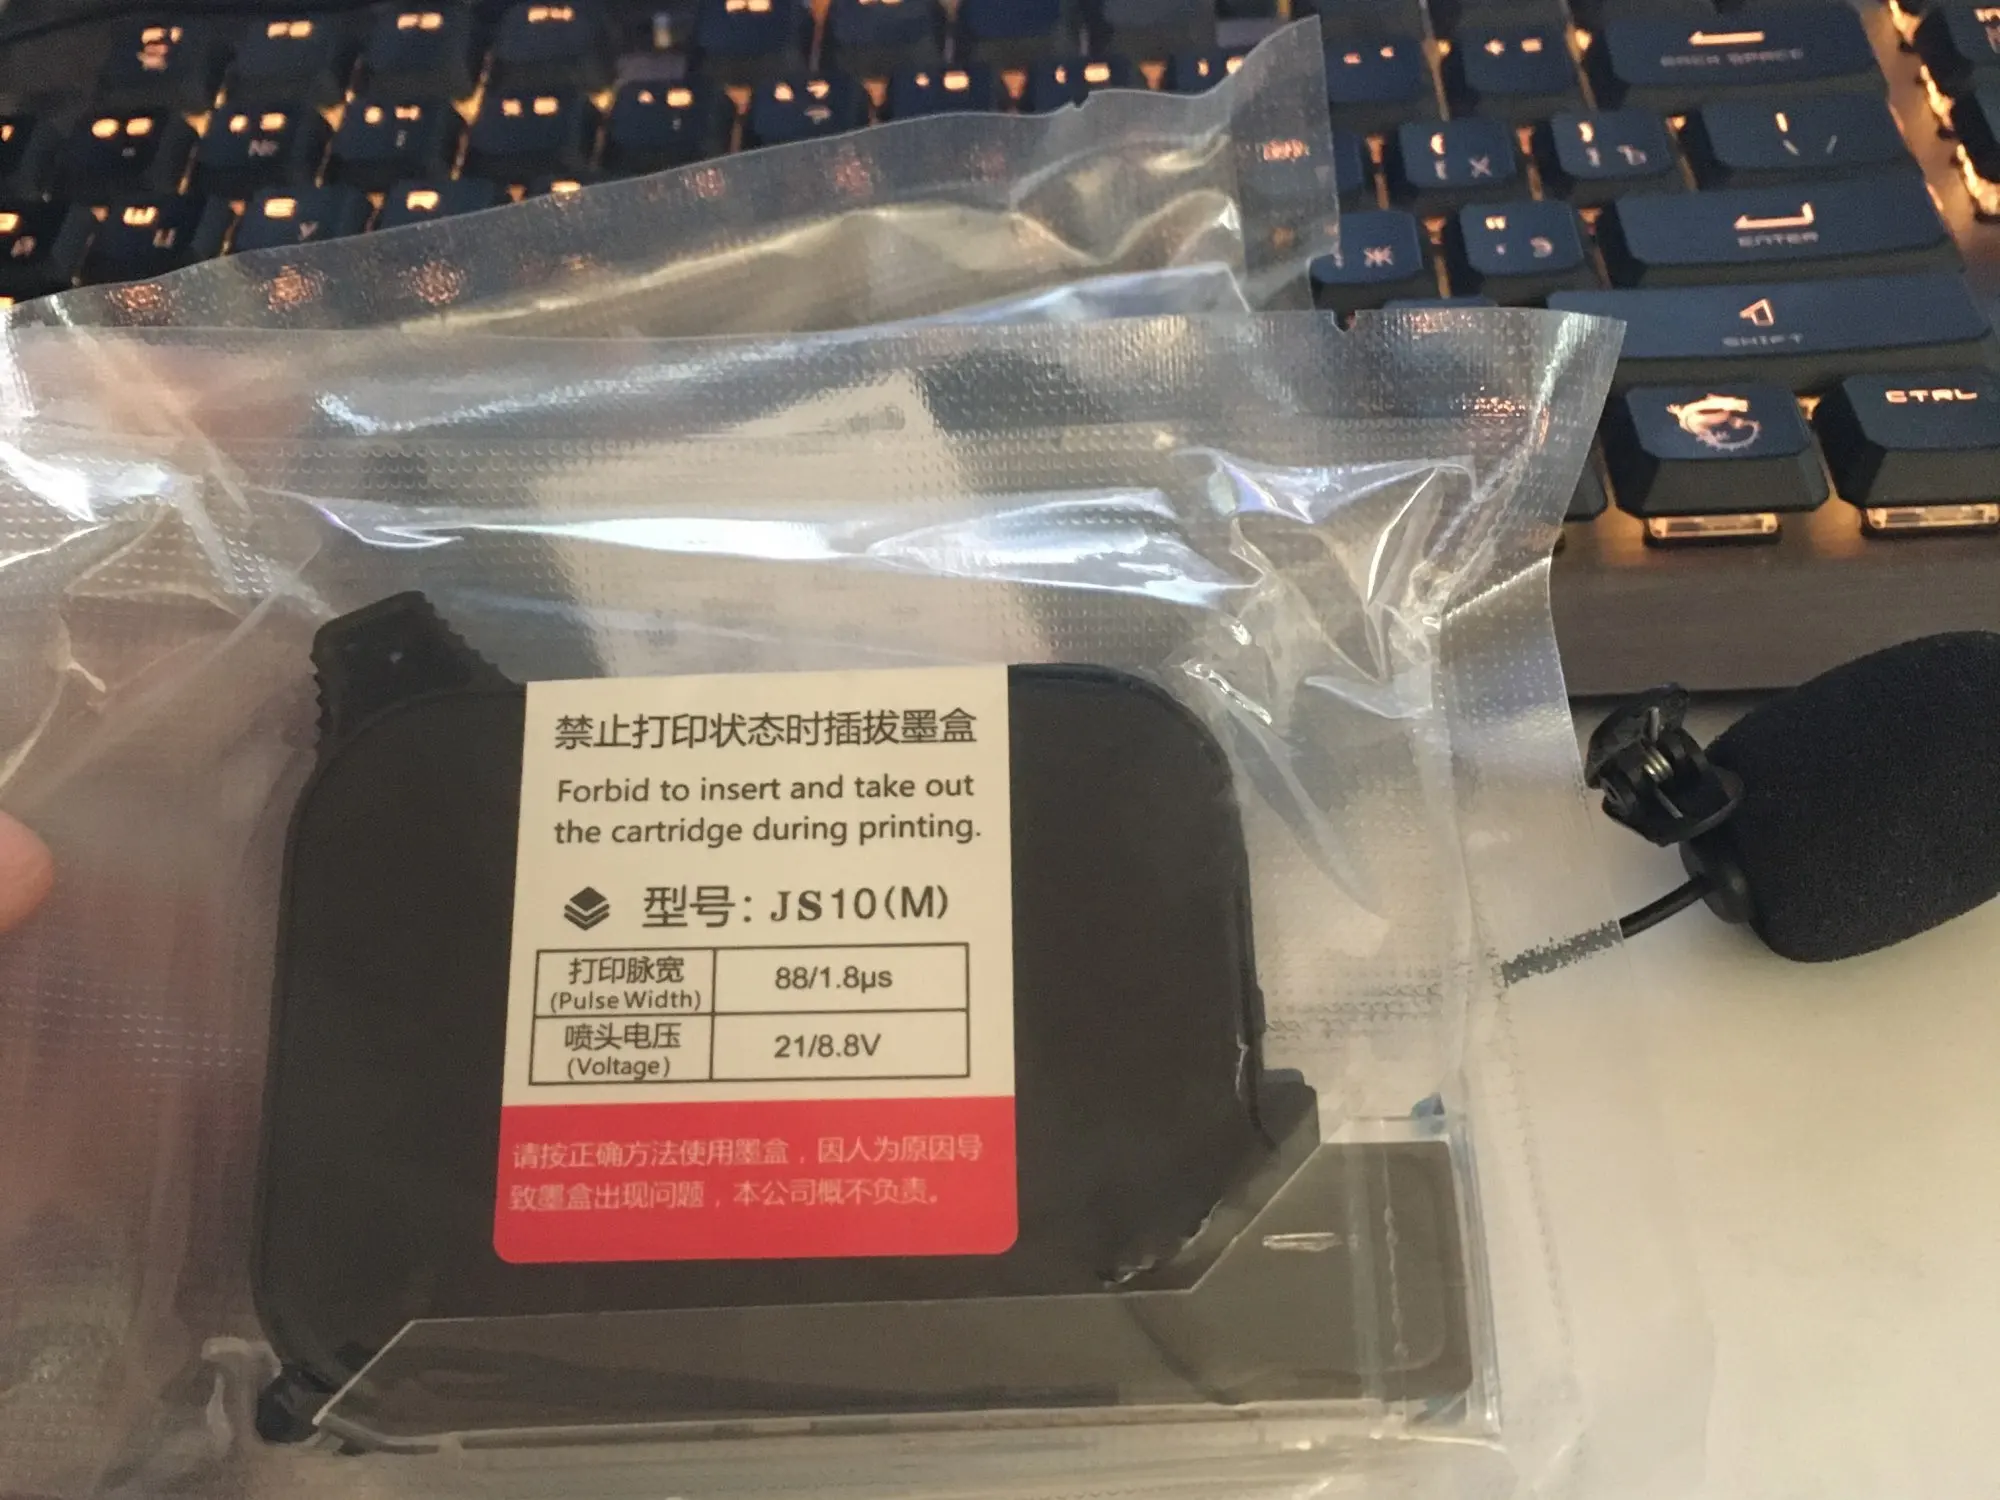 F2
F3
F4
W
E
R
BACK SPACE
Х
Ъ
Ж
Э
ENTER
SHIFT
CTRL
禁止打印状态时插拔墨盒
Forbid to insert and take out
the cartridge during printing.
型号: JS10(M)
打印脉宽
(Pulse Width)
88/1.8µs
喷头电压
(Voltage)
21/8.8V
请按正确方法使用墨盒，因人为原因导
致墨盒出现问题，本公司概不负责。